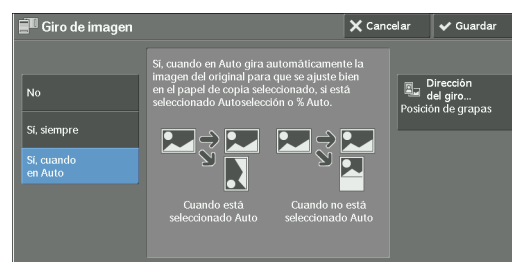 Giro de imagen
Cancelar
Guardar
No
Sí, siempre
Sí, cuando
en Auto
Sí, cuando en Auto gira automáticamente la
imagen del original para que se ajuste bien
en el papel de copia seleccionado, si está
seleccionado Autoselección o % Auto.
Cuando está
seleccionado Auto
Cuando no está
seleccionado Auto
Dirección
del giro...
Posición de grapas